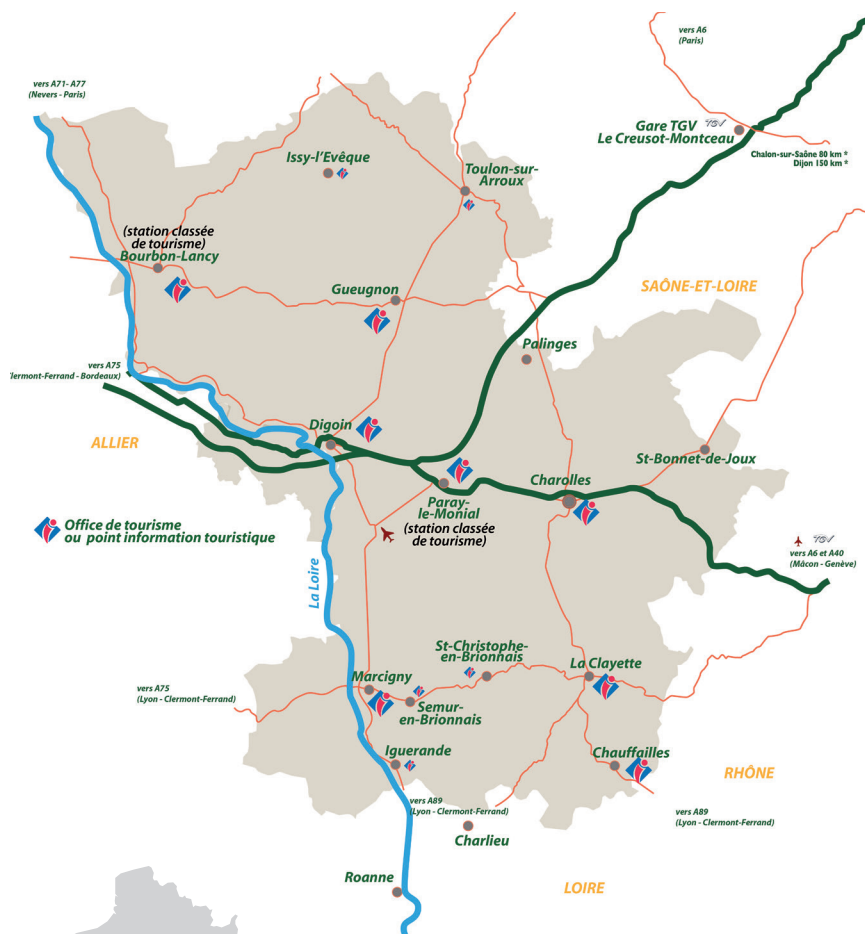 vers A6
(Paris)
vers A71- A77
(Nevers - Paris)
Gare TGV
TGV
Le Creusot-Montceau
Chalon-sur-Saône 80 km *
Dijon 150 km *
Issy-l'Evêque
Toulon-sur-
Arroux
(station classée
de tourisme)
Bourbon-Lancy
SAÔNE-ET-LOIRE
Gueugnon
Palinges
vers A75
lermont-Ferrand - Bordeaux)
Digoin
ALLIER
St-Bonnet-de-Joux
Charolles
Paray-
le-Monial
(station classée
de tourisme)
Office de tourisme
ou point information touristique
TGV
vers A6 et A40
(Mâcon - Genève)
La Loire
St-Christophe-
en-Brionnais
La Clayette
Marcigny
vers A75
(Lyon - Clermont-Ferrand)
Semur-
en-Brionnais
Iguerande
Chauffailles
RHÔNE
vers A89
(Lyon - Clermont-Ferrand)
vers A89
(Lyon - Clermont-Ferrand)
Charlieu
Roanne
LOIRE